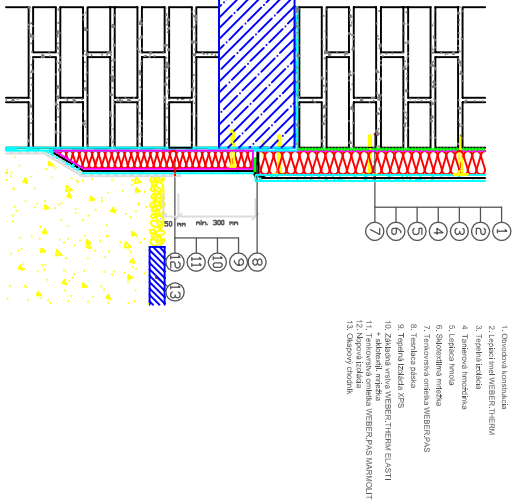 50 mm
min. 300 mm
1
2
3
4
5
6
7
8
9
10
11
12
13
1. Obvodová konštrukcia
2. Lepiaci tmel WEBER.THERM
3. Tepelná izolácia
4 Tanierová hmoždinka
5. Lepiaca hmota
6. Sklotextilná mriežka
7. Tenkovrstvá omietka WEBER.PAS
8. Tesniaca páska
9. Tepelná izolácia XPS
10. Základná vrstva WEBER.THERM ELASTI
+ sklotextil. mriežka
11. Tenkovrstvá omietka WEBER.PAS MARMOLIT
12. Nopová izolácia
13. Okapový chodník